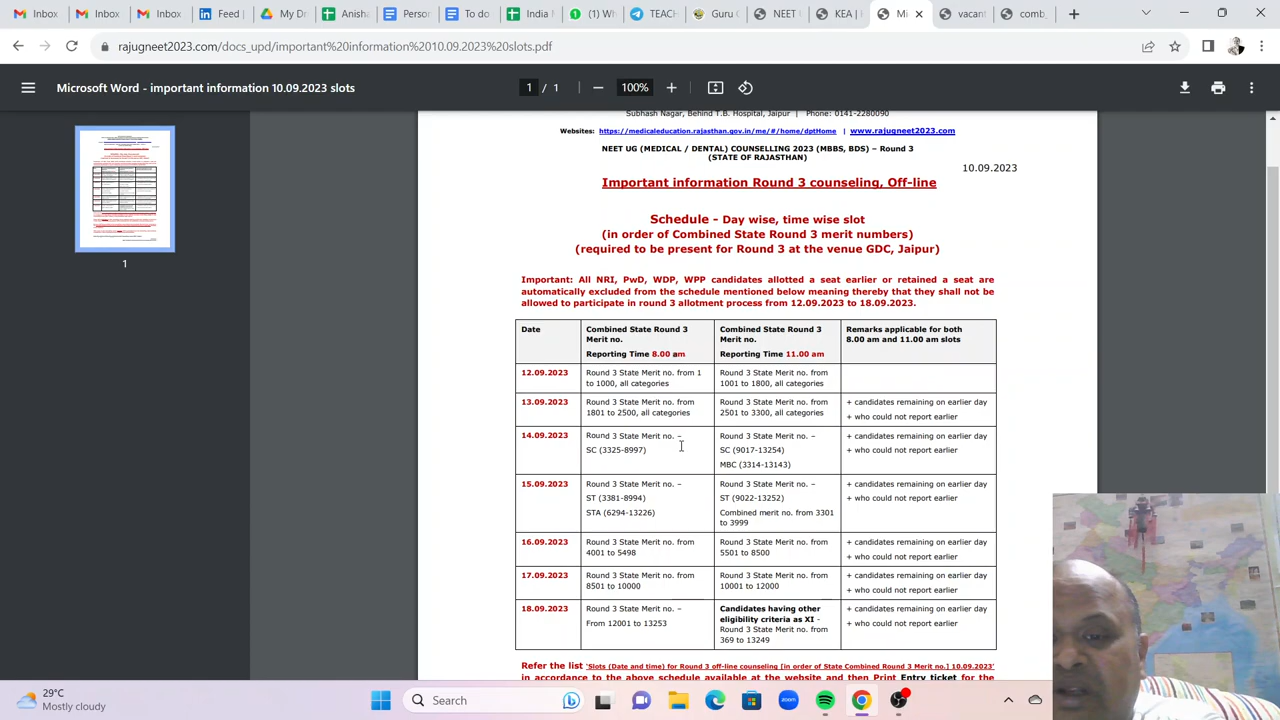 Inbox
Inbox
Inbox
Feed |
My Dr
Anisha
Person
To do
India f
(1) Wh
TEACH
Guru G
NEET
KEA |
Mi
vacant
comb
rajugneet2023.com/docs_upd/important%20information%2010.09.2023%20slots.pdf
Microsoft Word - important information 10.09.2023 slots
1 / 1
100%
1
Subhash Nagar, Behind T.B. Hospital, Jaipur | Phone: 0141-2280090
Websites: https://medicaleducation.rajasthan.gov.in/me/#/home/dptHome | www.rajugneet2023.com
NEET UG (MEDICAL / DENTAL) COUNSELLING 2023 (MBBS, BDS) – Round 3
(STATE OF RAJASTHAN)
10.09.2023
Important information Round 3 counseling, Off-line
Schedule - Day wise, time wise slot
(in order of Combined State Round 3 merit numbers)
(required to be present for Round 3 at the venue GDC, Jaipur)
Important: All NRI, PwD, WDP, WPP candidates allotted a seat earlier or retained a seat are
automatically excluded from the schedule mentioned below meaning thereby that they shall not be
allowed to participate in round 3 allotment process from 12.09.2023 to 18.09.2023.
Date
Combined State Round 3
Merit no.
Reporting Time 8.00 am
Combined State Round 3
Merit no.
Reporting Time 11.00 am
Remarks applicable for both
8.00 am and 11.00 am slots
12.09.2023
Round 3 State Merit no. from 1
to 1000, all categories
Round 3 State Merit no. from
1001 to 1800, all categories
13.09.2023
Round 3 State Merit no. from
1801 to 2500, all categories
Round 3 State Merit no. from
2501 to 3300, all categories
+ candidates remaining on earlier day
+ who could not report earlier
14.09.2023
Round 3 State Merit no. –
SC (3325-8997)
Round 3 State Merit no. –
SC (9017-13254)
MBC (3314-13143)
+ candidates remaining on earlier day
+ who could not report earlier
15.09.2023
Round 3 State Merit no. –
ST (3381-8994)
STA (6294-13226)
Round 3 State Merit no. –
ST (9022-13252)
Combined merit no. from 3301
to 3999
+ candidates remaining on earlier day
+ who could not report earlier
16.09.2023
Round 3 State Merit no. from
4001 to 5498
Round 3 State Merit no. from
5501 to 8500
+ candidates remaining on earlier day
+ who could not report earlier
17.09.2023
Round 3 State Merit no. from
8501 to 10000
Round 3 State Merit no. from
10001 to 12000
+ candidates remaining on earlier day
+ who could not report earlier
18.09.2023
Round 3 State Merit no. –
From 12001 to 13253
Candidates having other
eligibility criteria as XI -
Round 3 State Merit no. from
369 to 13249
+ candidates remaining on earlier day
+ who could not report earlier
Refer the list 'Slots (Date and time) for Round 3 off-line counseling [in order of State Combined Round 3 Merit no.] 10.09.2023'
in accordance to the above schedule available at the website and then Print Entry ticket for the
29°C
Mostly cloudy
Search